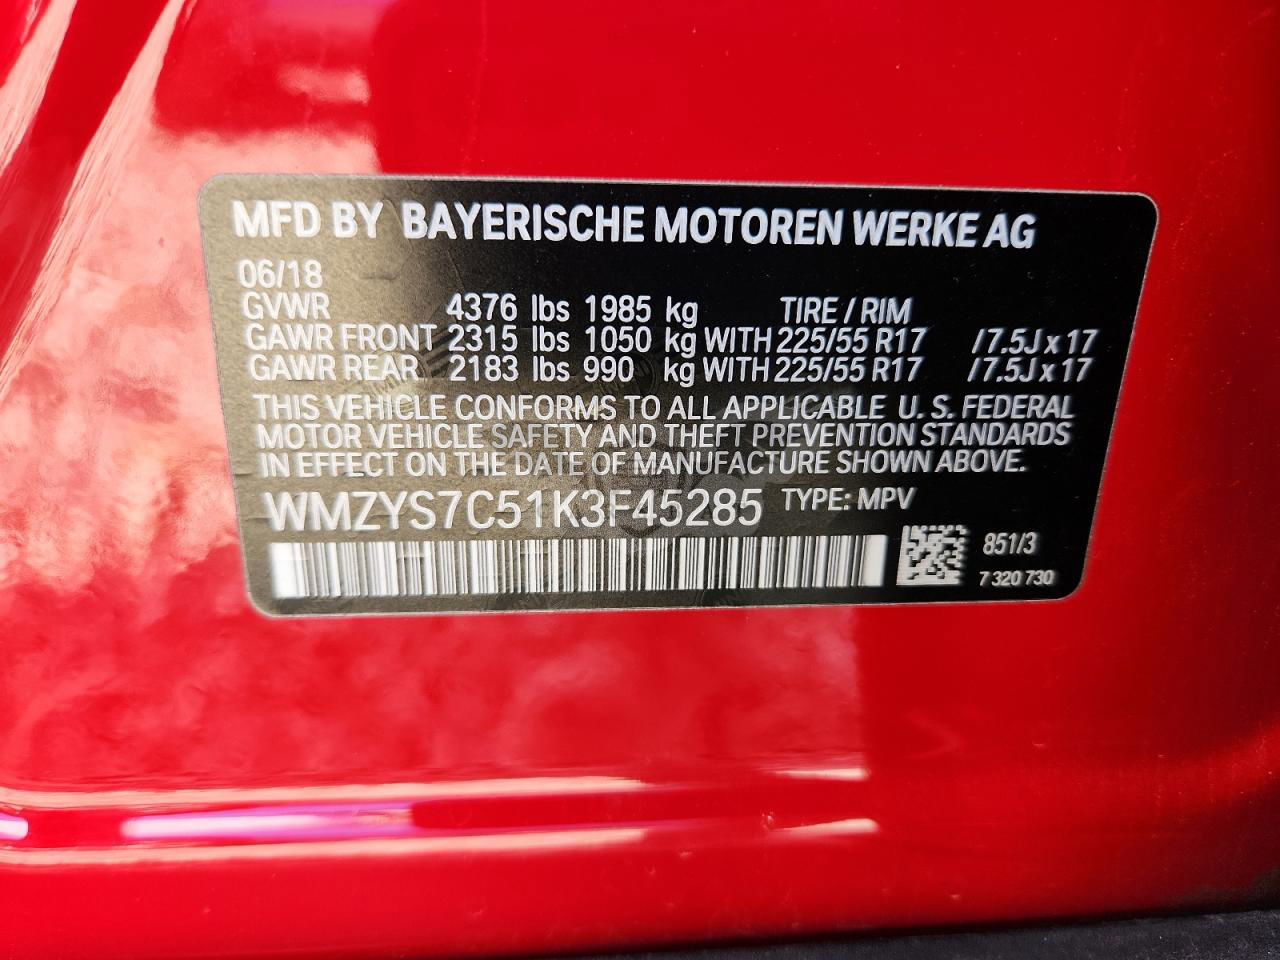 MFD BY BAYERISCHE MOTOREN WERKE AG
06/18
GVWR 4376 lbs 1985 kg TIRE / RIM
GAWR FRONT 2315 lbs 1050 kg WITH 225/55 R17 / 7.5J x 17
GAWR REAR 2183 lbs 990 kg WITH 225/55 R17 / 7.5J x 17
THIS VEHICLE CONFORMS TO ALL APPLICABLE U. S. FEDERAL
MOTOR VEHICLE SAFETY AND THEFT PREVENTION STANDARDS
IN EFFECT ON THE DATE OF MANUFACTURE SHOWN ABOVE.
WMZYS7C51K3F45285 TYPE: MPV
851/3
7 320 730